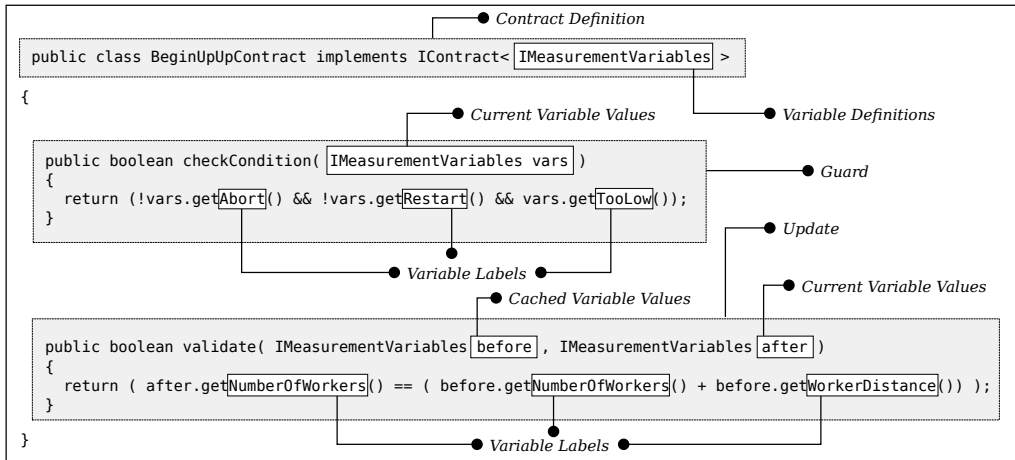 Contract Definition
public class BeginUpUpContract implements IContract< IMeasurementVariables >
{
Current Variable Values
Variable Definitions
public boolean checkCondition( IMeasurementVariables vars )
{
Guard
return (!vars.getAbort() && !vars.getRestart() && vars.getTooLow());
}
Update
Variable Labels
Cached Variable Values
Current Variable Values
public boolean validate( IMeasurementVariables before , IMeasurementVariables after )
{
return ( after.getNumberOfWorkers() == ( before.getNumberOfWorkers() + before.getWorkerDistance()) );
}
Variable Labels
}